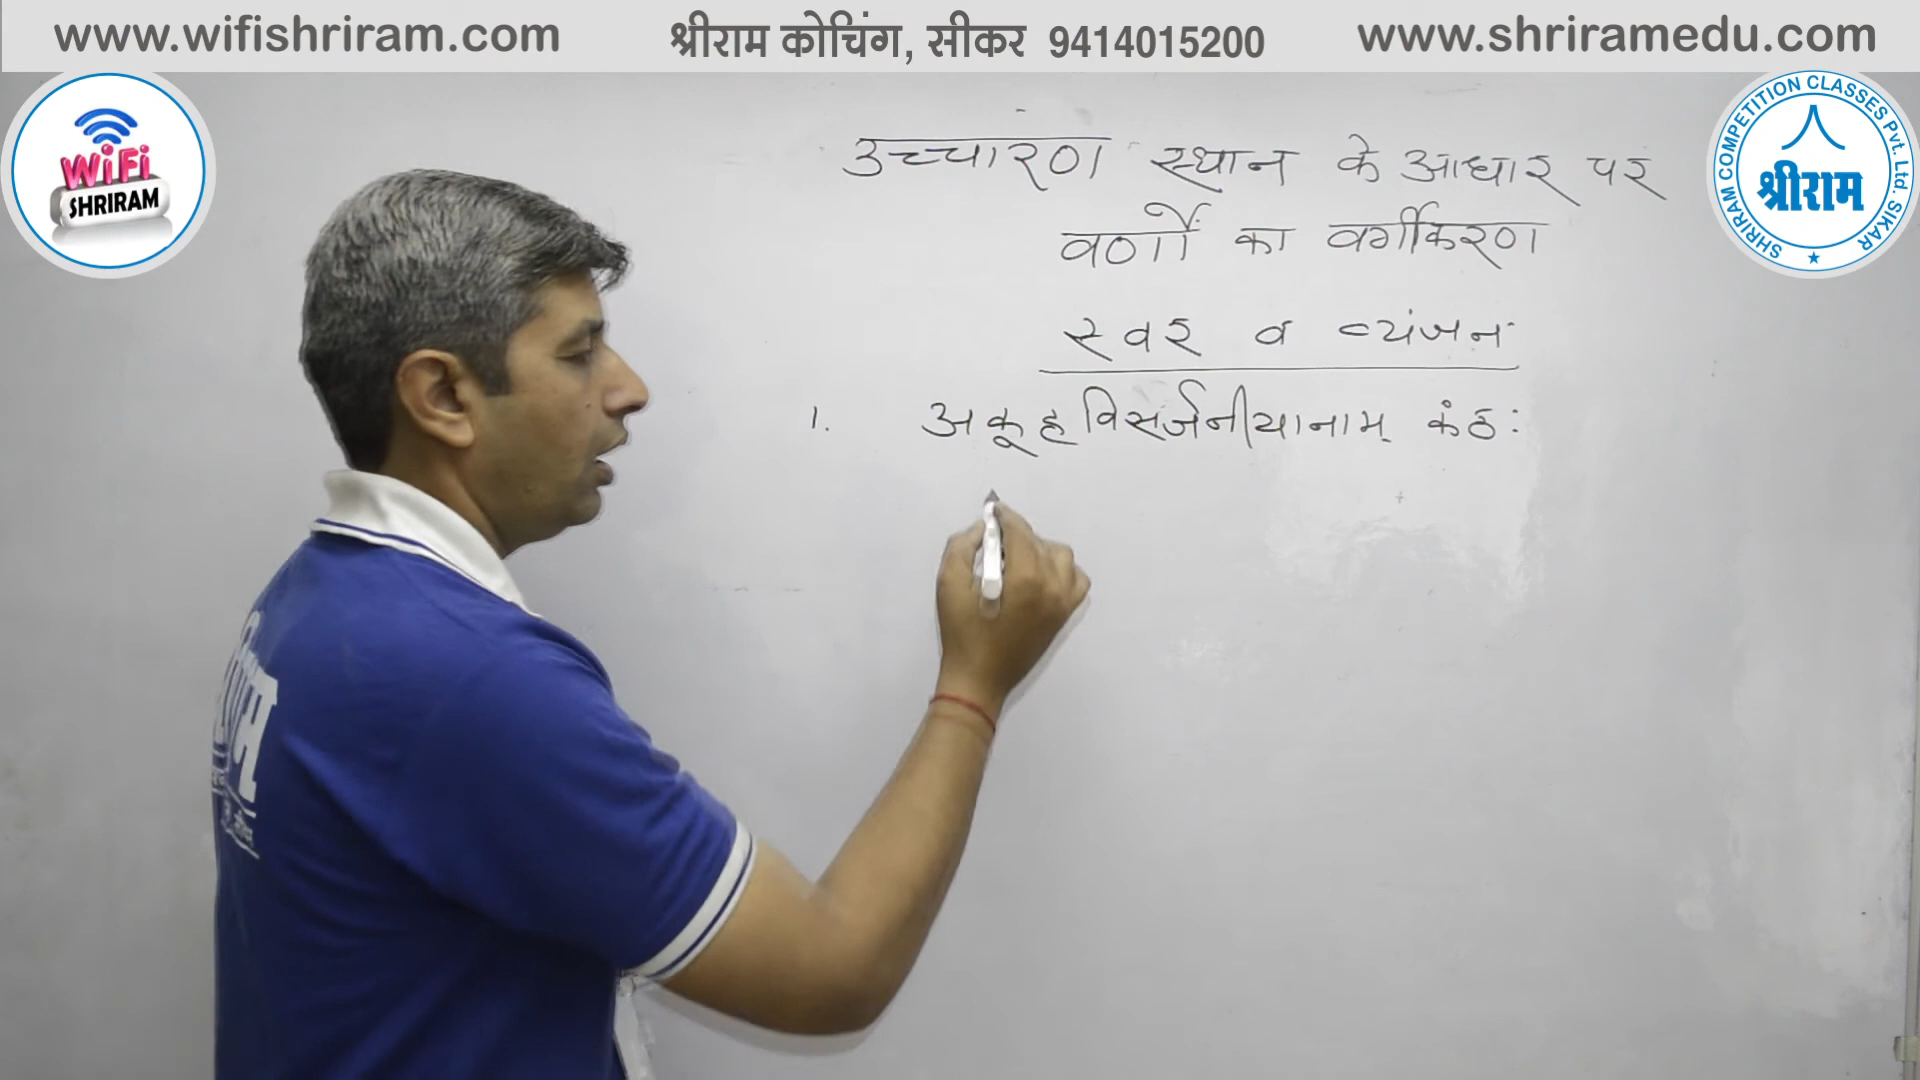 www.wifishriram.com
श्रीराम कोचिंग, सीकर 9414015200
www.shriramedu.com
WiFi
SHRIRAM
SHRIRAM COMPETITION CLASSES Pvt. Ltd. SIKAR
श्रीराम
उच्चारण स्थान के आधार पर
वर्णों का वर्गीकरण
स्वर व व्यंजन
1. अकूहविसर्जनीयानाम् कंठः